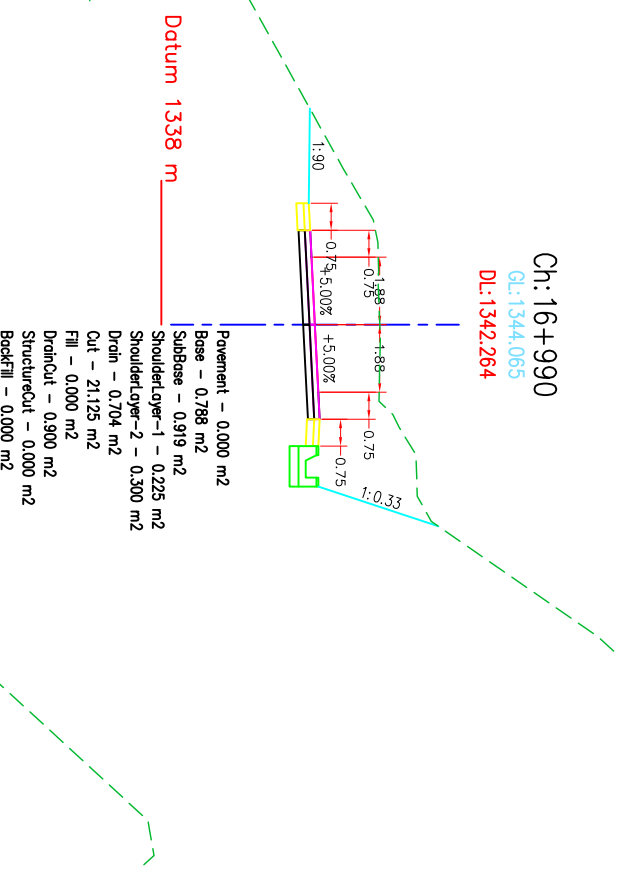 Ch:16+990
GL:1344.065
DL:1342.264
1:90
0.75
0.75
1.88
1.88
+5.00%
+5.00%
0.75
0.75
1:0.33
Datum 1338 m
Pavement - 0.000 m2
Base - 0.788 m2
SubBase - 0.919 m2
ShoulderLayer-1 - 0.225 m2
ShoulderLayer-2 - 0.300 m2
Drain - 0.704 m2
Cut - 21.125 m2
Fill - 0.000 m2
DrainCut - 0.900 m2
StructureCut - 0.000 m2
BackFill - 0.000 m2